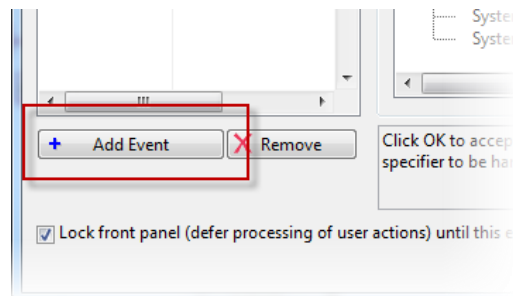 Syste
Syste
Add Event
Remove
Click OK to accep
specifier to be ha
Lock front panel (defer processing of user actions) until this e